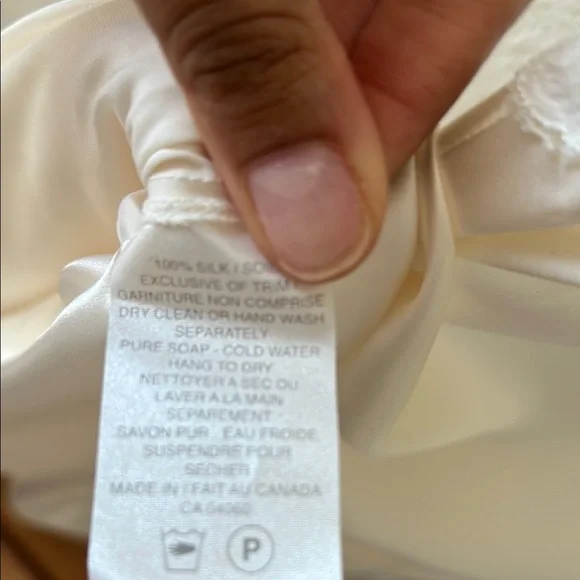 100% SILK /
EXCLUSIVE OF TRIM
GARNITURE NON COMPRISE
DRY CLEAN OR HAND WASH
SEPARATELY
PURE SOAP - COLD WATER
HANG TO DRY
NETTOYER A SEC OU
LAVER A LA MAIN
SEPAREMENT
SAVON PUR - EAU FROIDE
SUSPENDRE POUR
SECHER
MADE IN / FAIT AU CANADA
CA
P